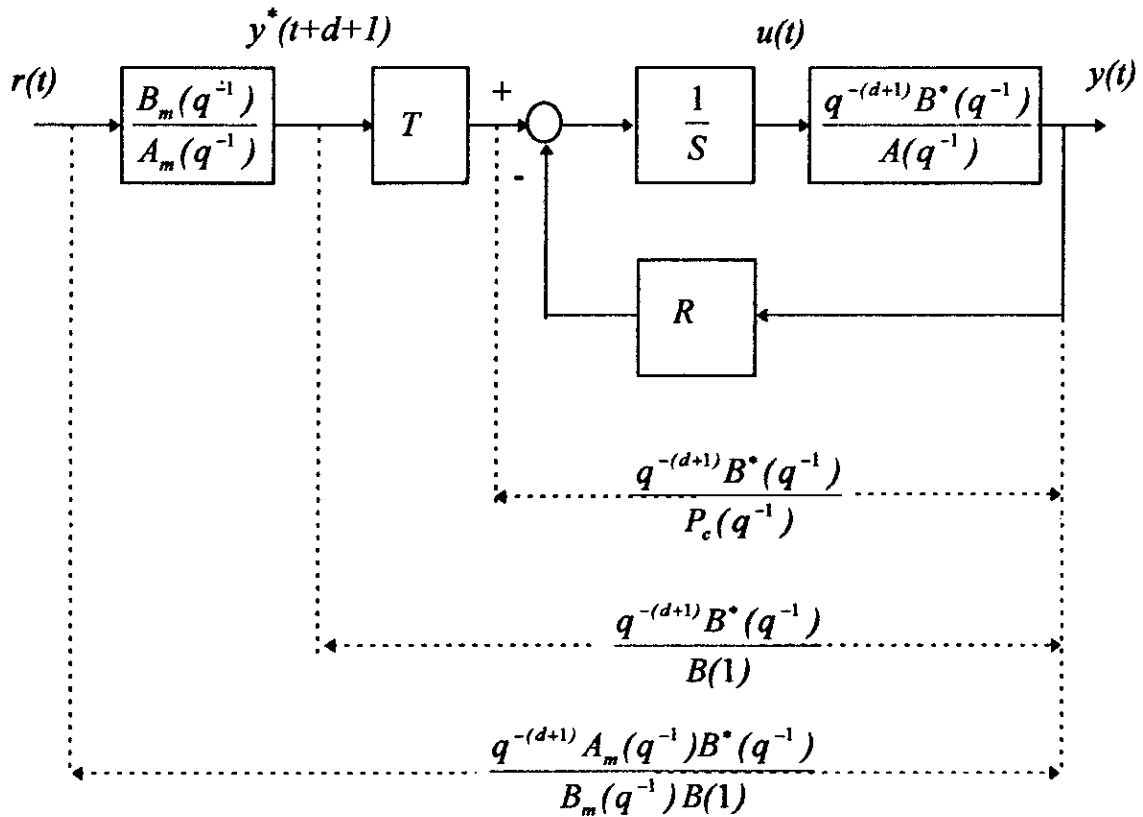 y*(t+d+1)
u(t)
r(t)
y(t)
B_m(q^{-1})
A_m(q^{-1})
T
+
-
1
S
q^{-(d+1)} B*(q^{-1})
A(q^{-1})
R
q^{-(d+1)} B*(q^{-1})
P_c(q^{-1})
q^{-(d+1)} B*(q^{-1})
B(1)
q^{-(d+1)} A_m(q^{-1})B*(q^{-1})
B_m(q^{-1})B(1)